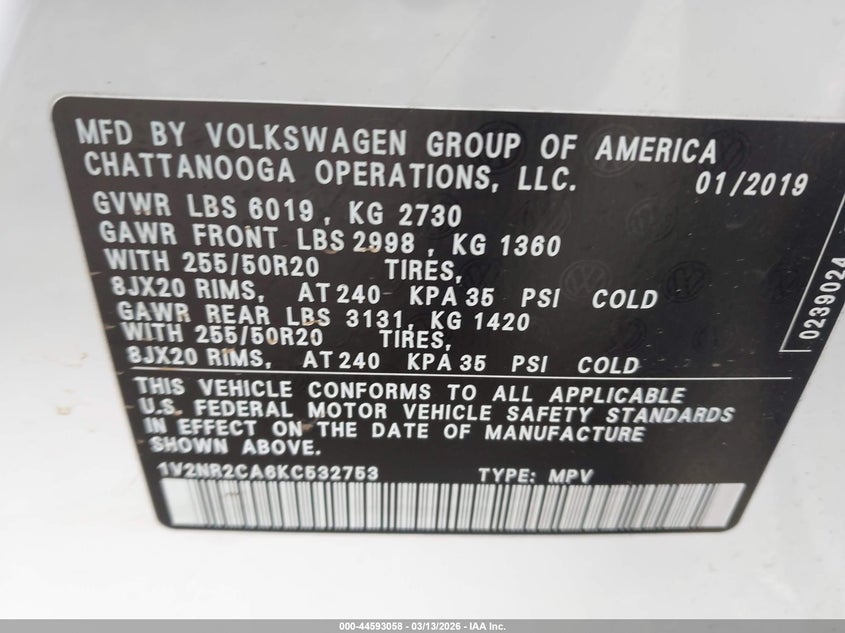 MFD BY VOLKSWAGEN GROUP OF AMERICA
CHATTANOOGA OPERATIONS, LLC. 01/2019
GVWR LBS 6019, KG 2730
GAWR FRONT LBS 2998, KG 1360
WITH 255/50R20 TIRES,
8JX20 RIMS, AT 240 KPA 35 PSI COLD
GAWR REAR LBS 3131, KG 1420
WITH 255/50R20 TIRES,
8JX20 RIMS, AT 240 KPA 35 PSI COLD
THIS VEHICLE CONFORMS TO ALL APPLICABLE
U.S. FEDERAL MOTOR VEHICLE SAFETY STANDARDS
IN EFFECT ON THE DATE OF MANUFACTURE
SHOWN ABOVE.
1V2NR2CA6KC532753 TYPE: MPV
0239024
000-44593058 - 03/13/2026 - IAA Inc.